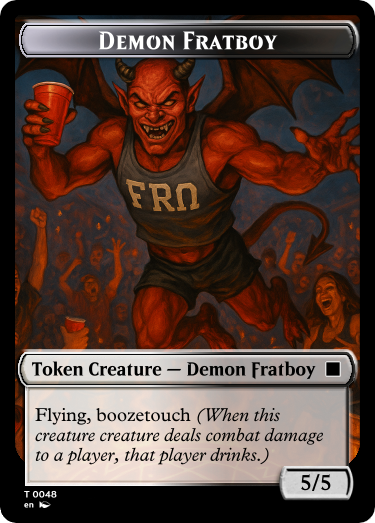 Demon Fratboy
FRΩ
Token Creature — Demon Fratboy
Flying, boozetouch (When this
creature creature deals combat damage
to a player, that player drinks.)
5/5
T 0048
en